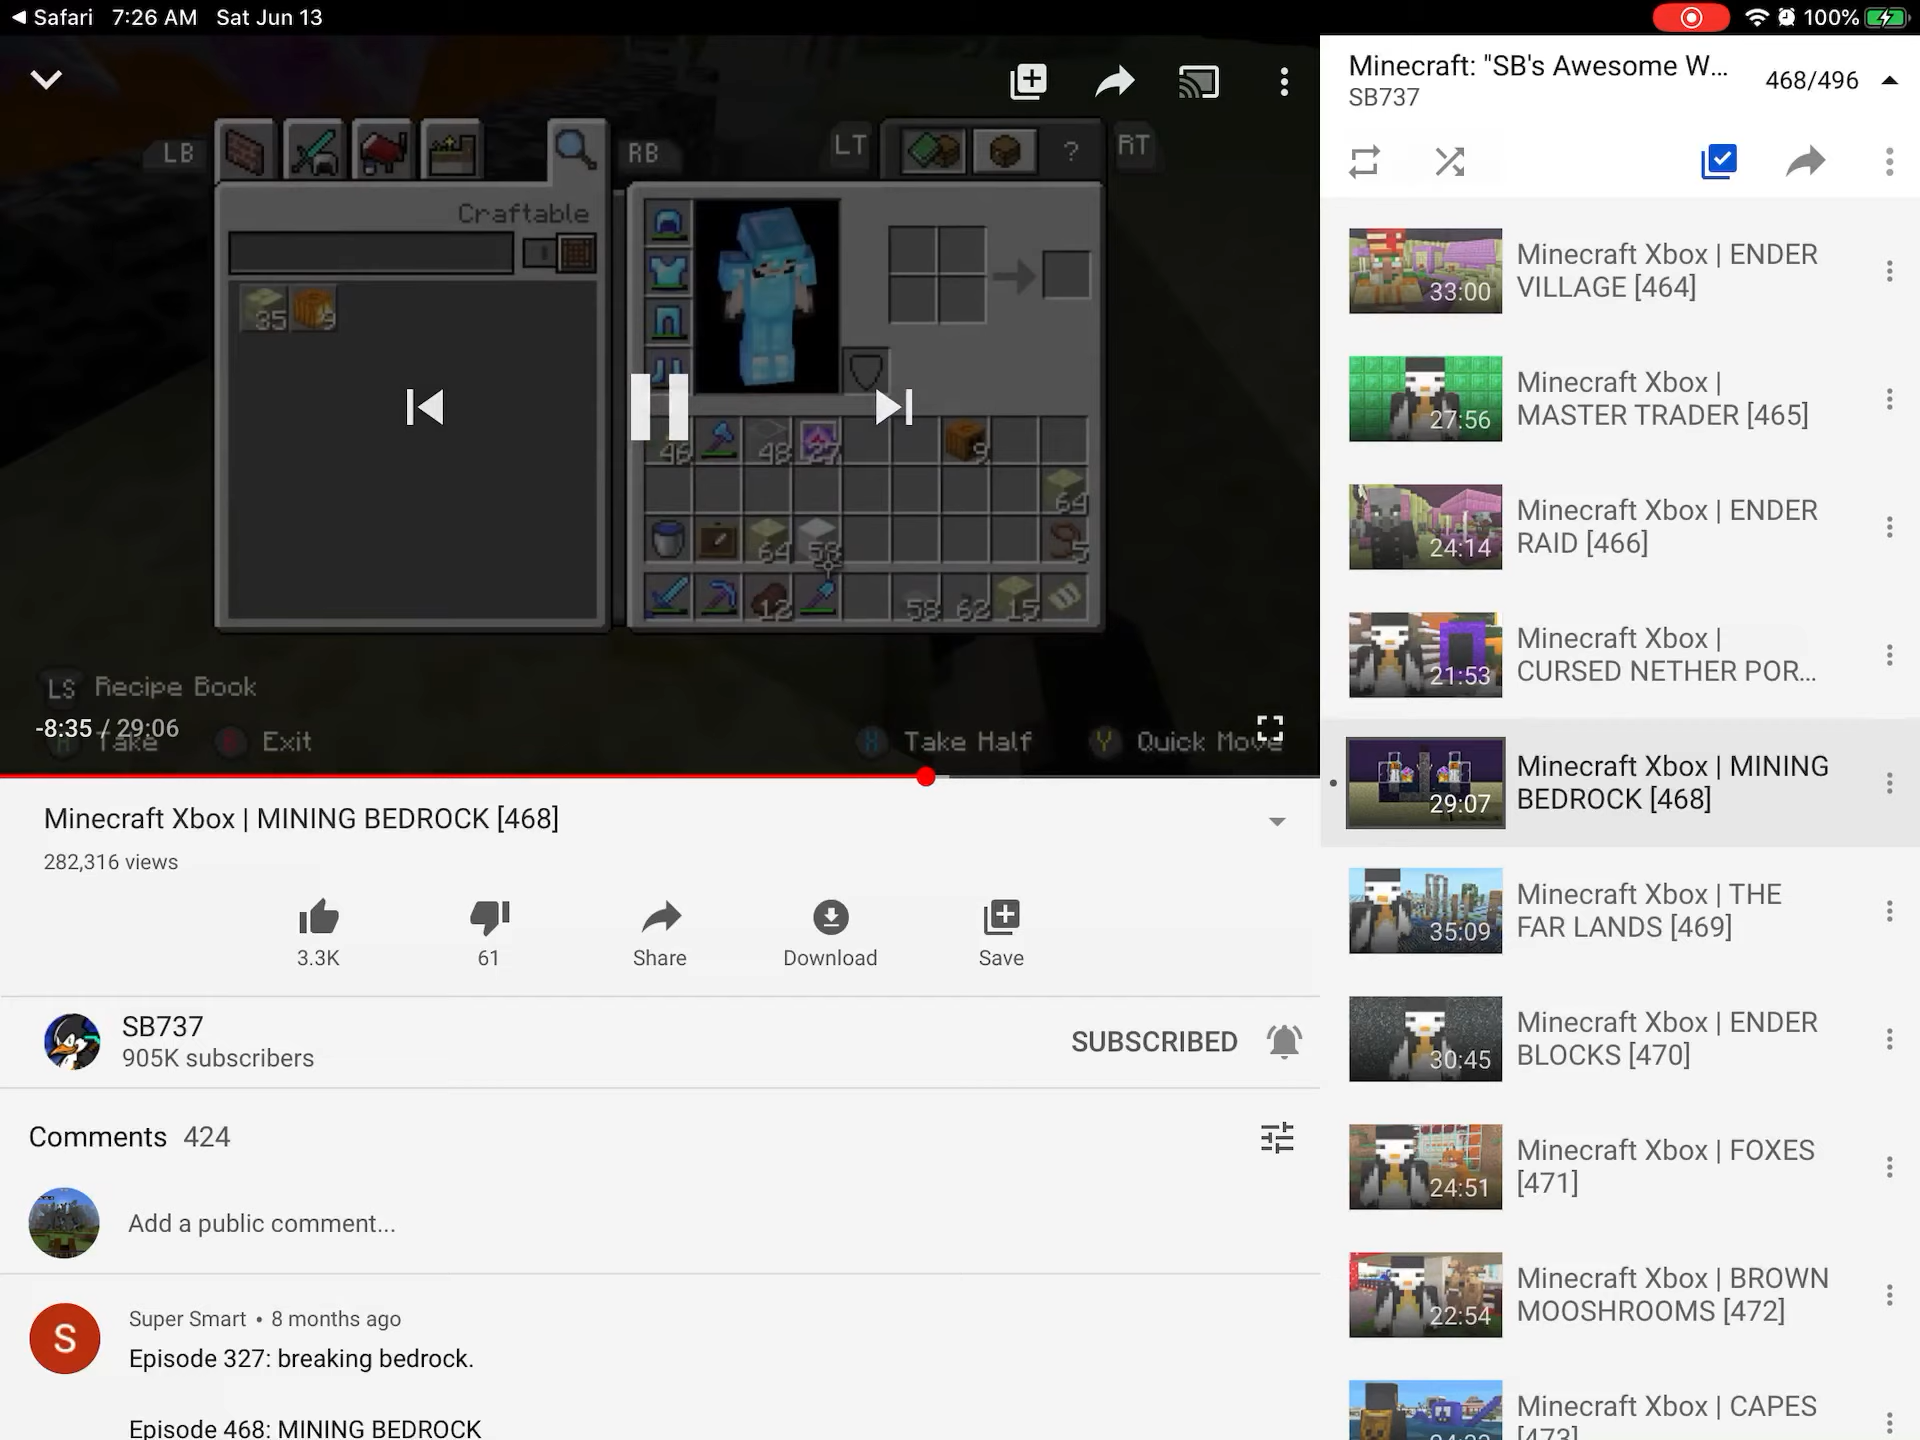 Safari 7:26 AM Sat Jun 13
100%
LB
RB
LT
?
RT
Craftable
35
9
46
48
27
9
64
64
53
5
12
58
62
15
LS Recipe Book
-8:35 / 29:06
Take
Exit
X Take Half
Y Quick Move
Minecraft Xbox | MINING BEDROCK [468]
282,316 views
3.3K
61
Share
Download
Save
SB737
905K subscribers
SUBSCRIBED
Comments 424
Add a public comment...
S
Super Smart • 8 months ago
Episode 327: breaking bedrock.
Episode 468: MINING BEDROCK
Minecraft: "SB's Awesome W...
SB737
468/496
33:00
Minecraft Xbox | ENDER
VILLAGE [464]
27:56
Minecraft Xbox |
MASTER TRADER [465]
24:14
Minecraft Xbox | ENDER
RAID [466]
21:53
Minecraft Xbox |
CURSED NETHER POR...
29:07
Minecraft Xbox | MINING
BEDROCK [468]
35:09
Minecraft Xbox | THE
FAR LANDS [469]
30:45
Minecraft Xbox | ENDER
BLOCKS [470]
24:51
Minecraft Xbox | FOXES
[471]
22:54
Minecraft Xbox | BROWN
MOOSHROOMS [472]
Minecraft Xbox | CAPES
[473]